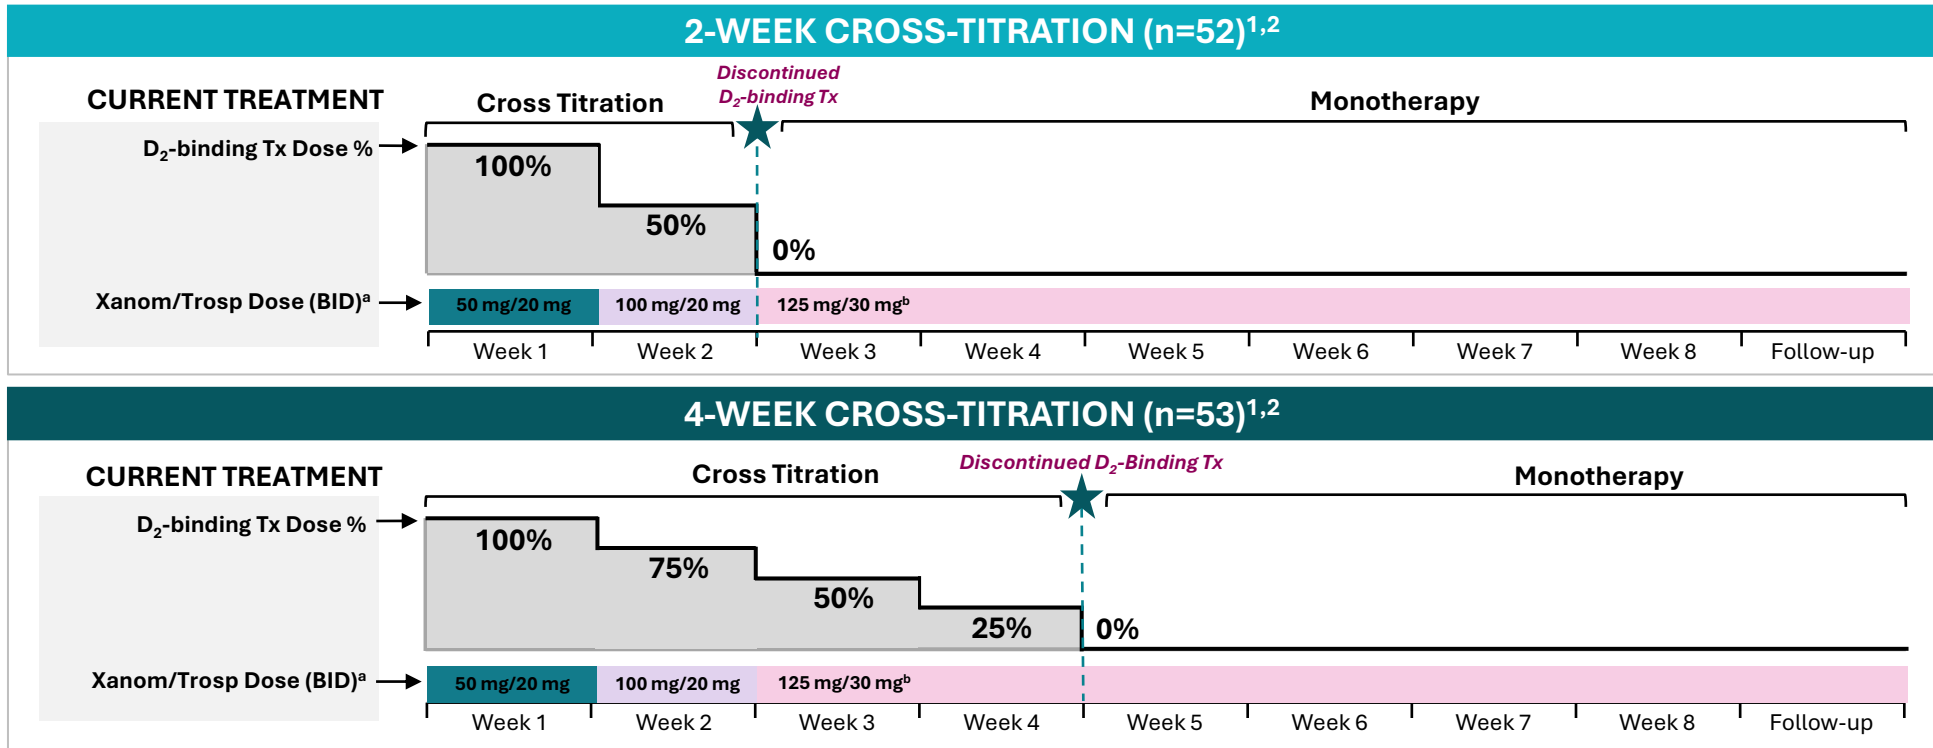 2-WEEK CROSS-TITRATION (n=52)1,2
Discontinued
D2-binding Tx
CURRENT TREATMENT
Cross Titration
Monotherapy
D2-binding Tx Dose %
100%
50%
0%
Xanom/Trosp Dose (BID)a
50 mg/20 mg
100 mg/20 mg
125 mg/30 mgb
Week 1
Week 2
Week 3
Week 4
Week 5
Week 6
Week 7
Week 8
Follow-up
4-WEEK CROSS-TITRATION (n=53)1,2
CURRENT TREATMENT
Cross Titration
Discontinued D2-Binding Tx
Monotherapy
D2-binding Tx Dose %
100%
75%
50%
25%
0%
Xanom/Trosp Dose (BID)a
50 mg/20 mg
100 mg/20 mg
125 mg/30 mgb
Week 1
Week 2
Week 3
Week 4
Week 5
Week 6
Week 7
Week 8
Follow-up